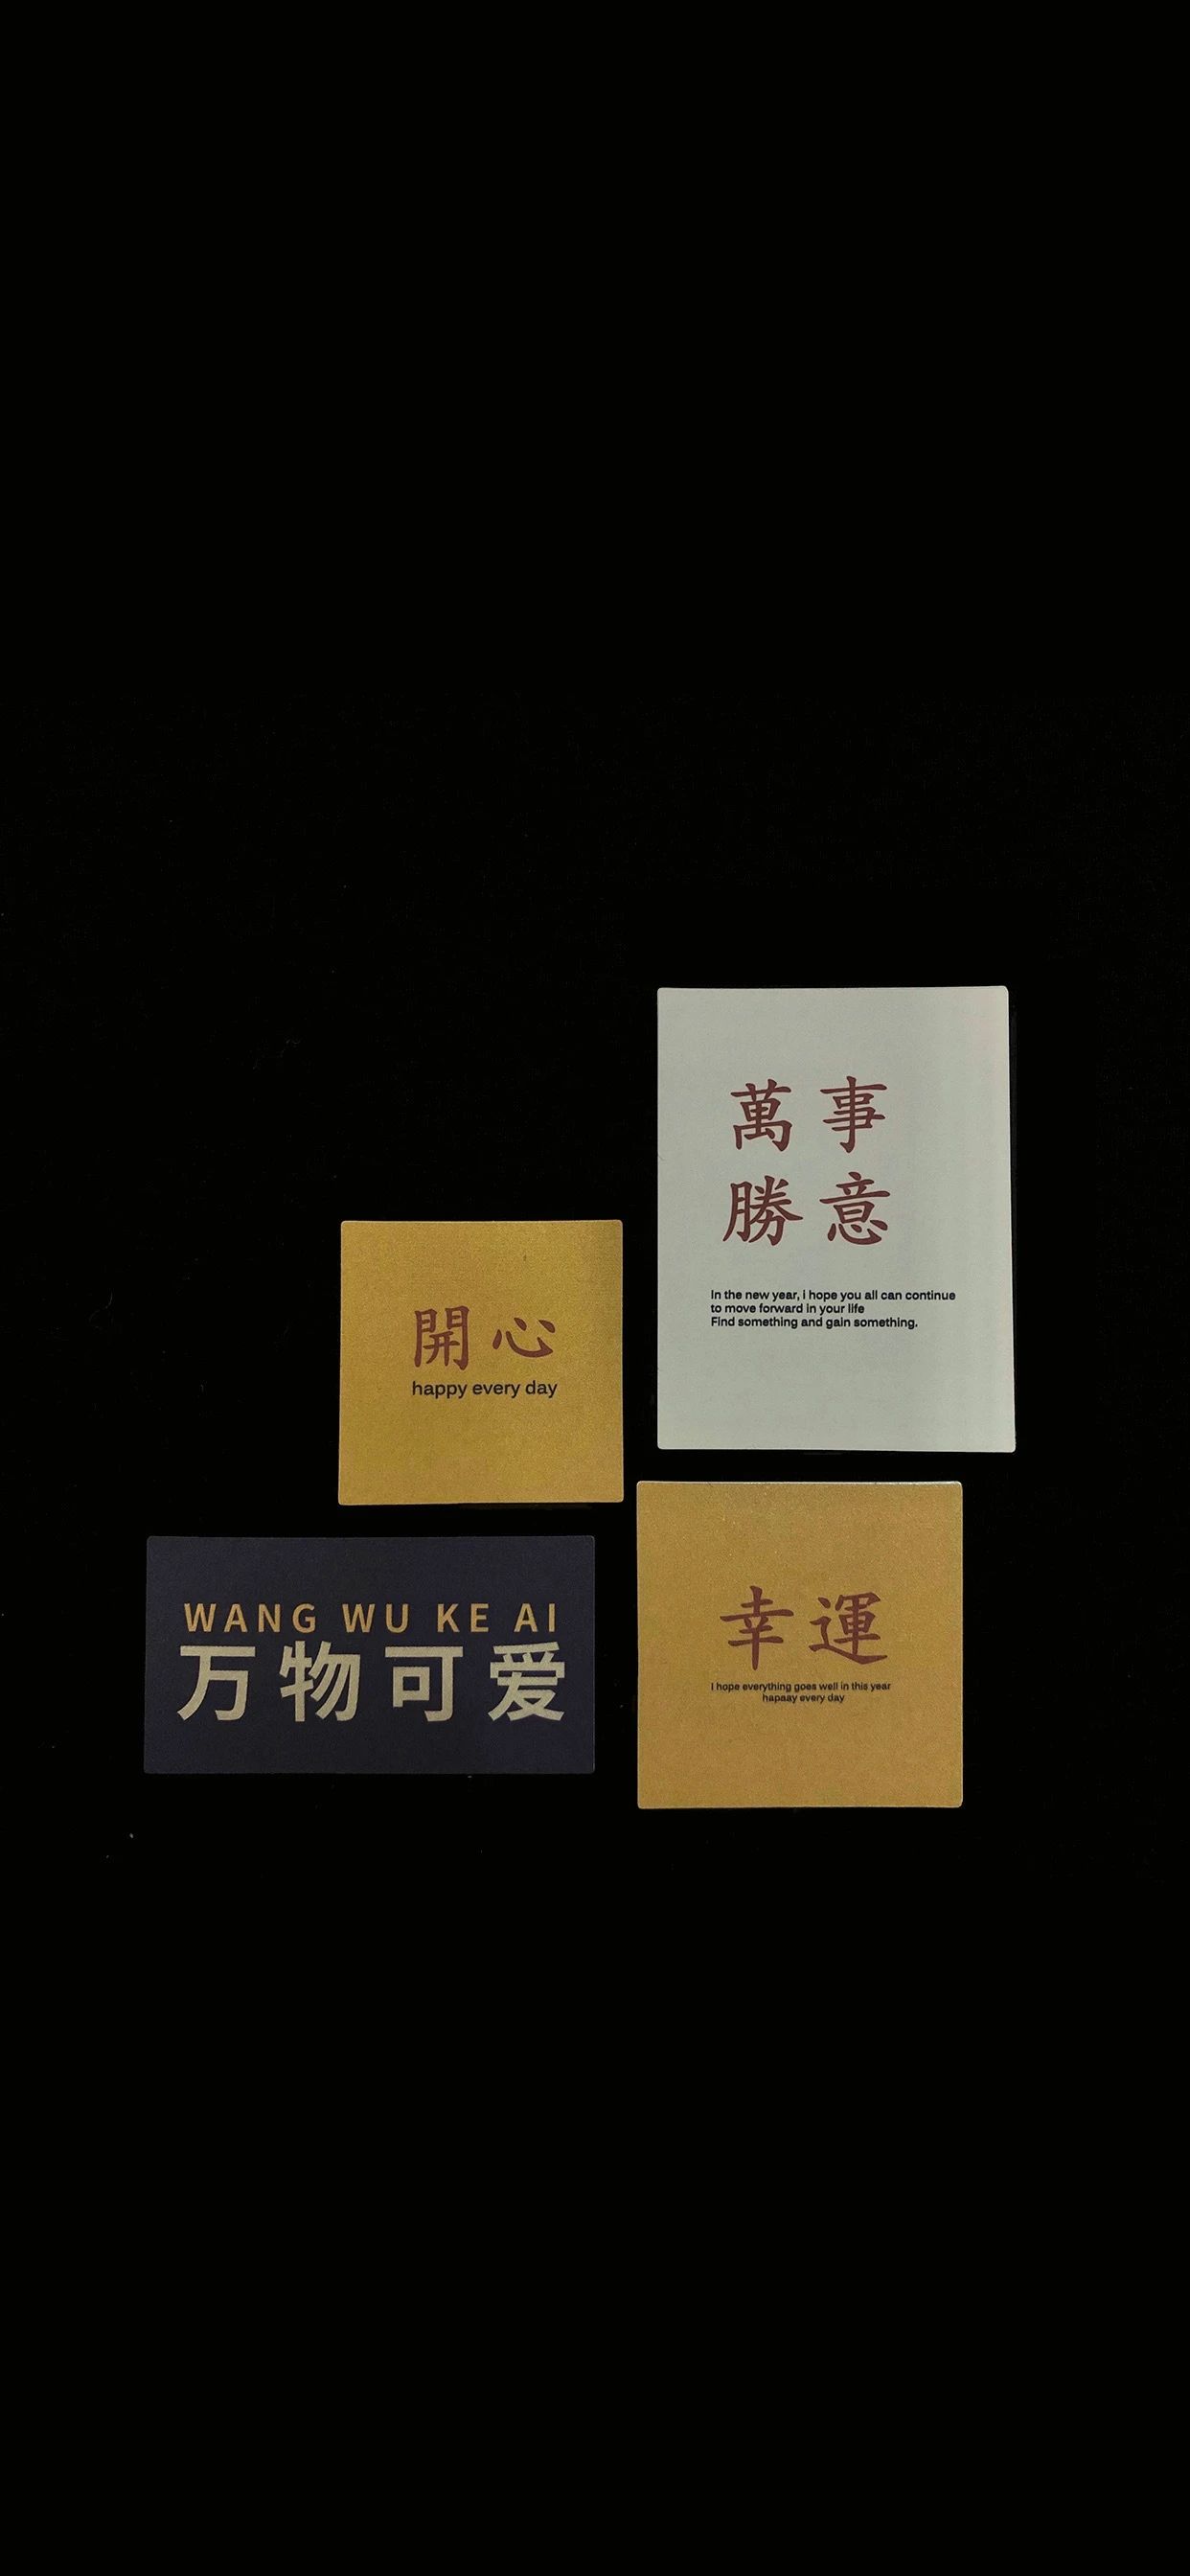 萬事
勝意
In the new year, i hope you all can continue
to move forward in your life
Find something and gain something.
開心
happy every day
WANG WU KE AI
万物可爱
幸運
I hope everything goes well in this year
hapaay every day